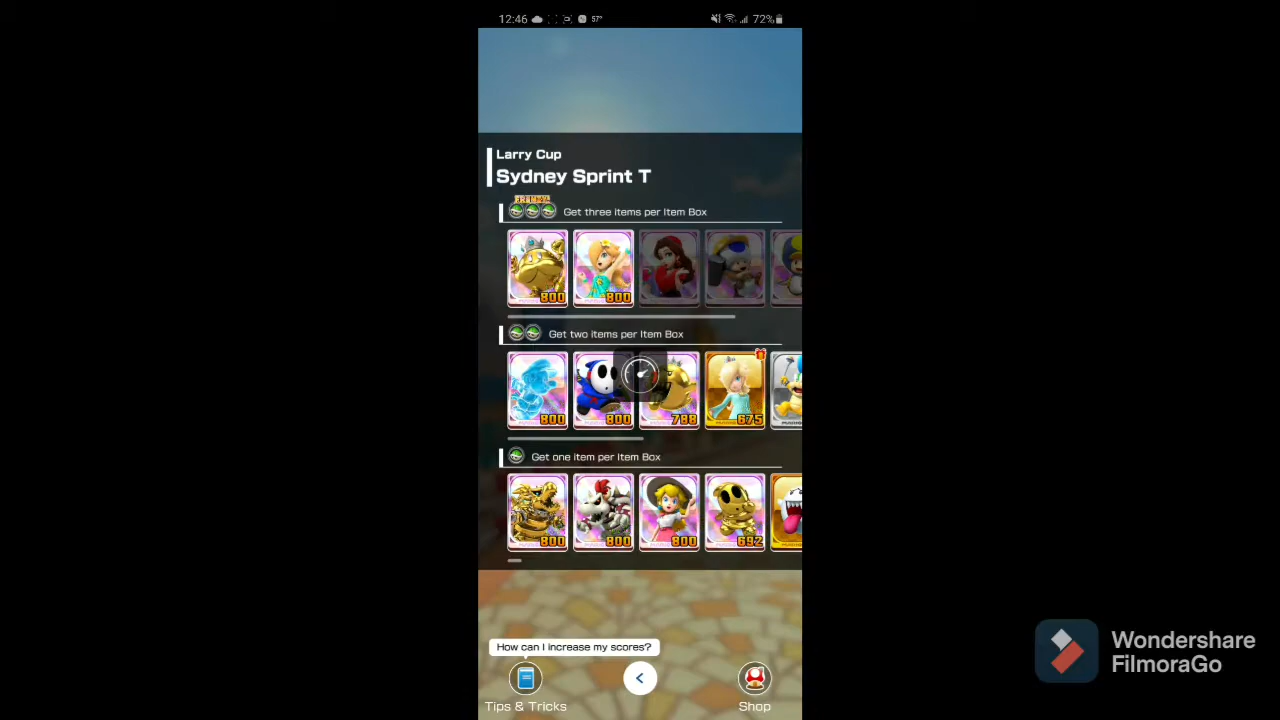 12:46 57° 72%
Larry Cup
Sydney Sprint T
FRENZY
Get three items per Item Box
800 800
Get two items per Item Box
800 800 798 675
Get one item per Item Box
800 800 800 692
How can I increase my scores?
Tips & Tricks Shop
Wondershare
FilmoraGo